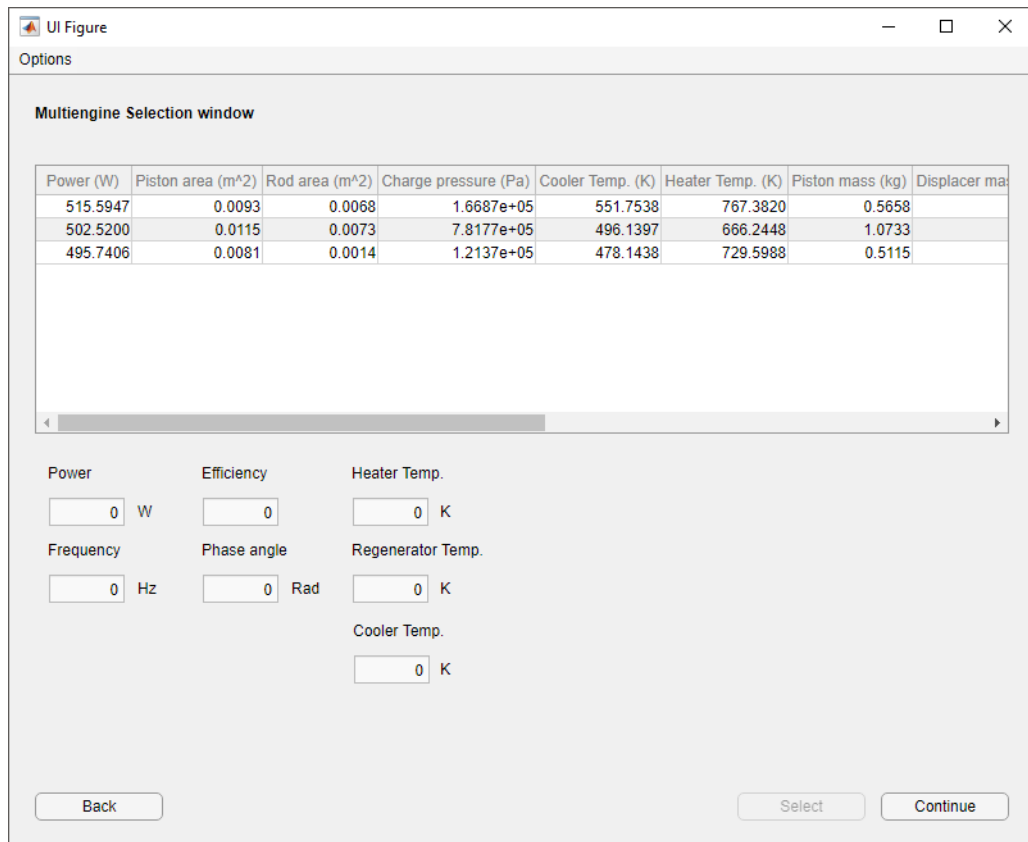 UI Figure
Options
Multiengine Selection window
Power (W) Piston area (m^2) Rod area (m^2) Charge pressure (Pa) Cooler Temp. (K) Heater Temp. (K) Piston mass (kg) Displacer
515.5947 0.0093 0.0068 1.6687e+05 551.7538 767.3820 0.5658
502.5200 0.0115 0.0073 7.8177e+05 496.1397 666.2448 1.0733
495.7406 0.0081 0.0014 1.2137e+05 478.1438 729.5988 0.5115
Power Efficiency Heater Temp.
0 W 0 0 K
Frequency Phase angle Regenerator Temp.
0 Hz 0 Rad 0 K
Cooler Temp.
0 K
Back Select Continue